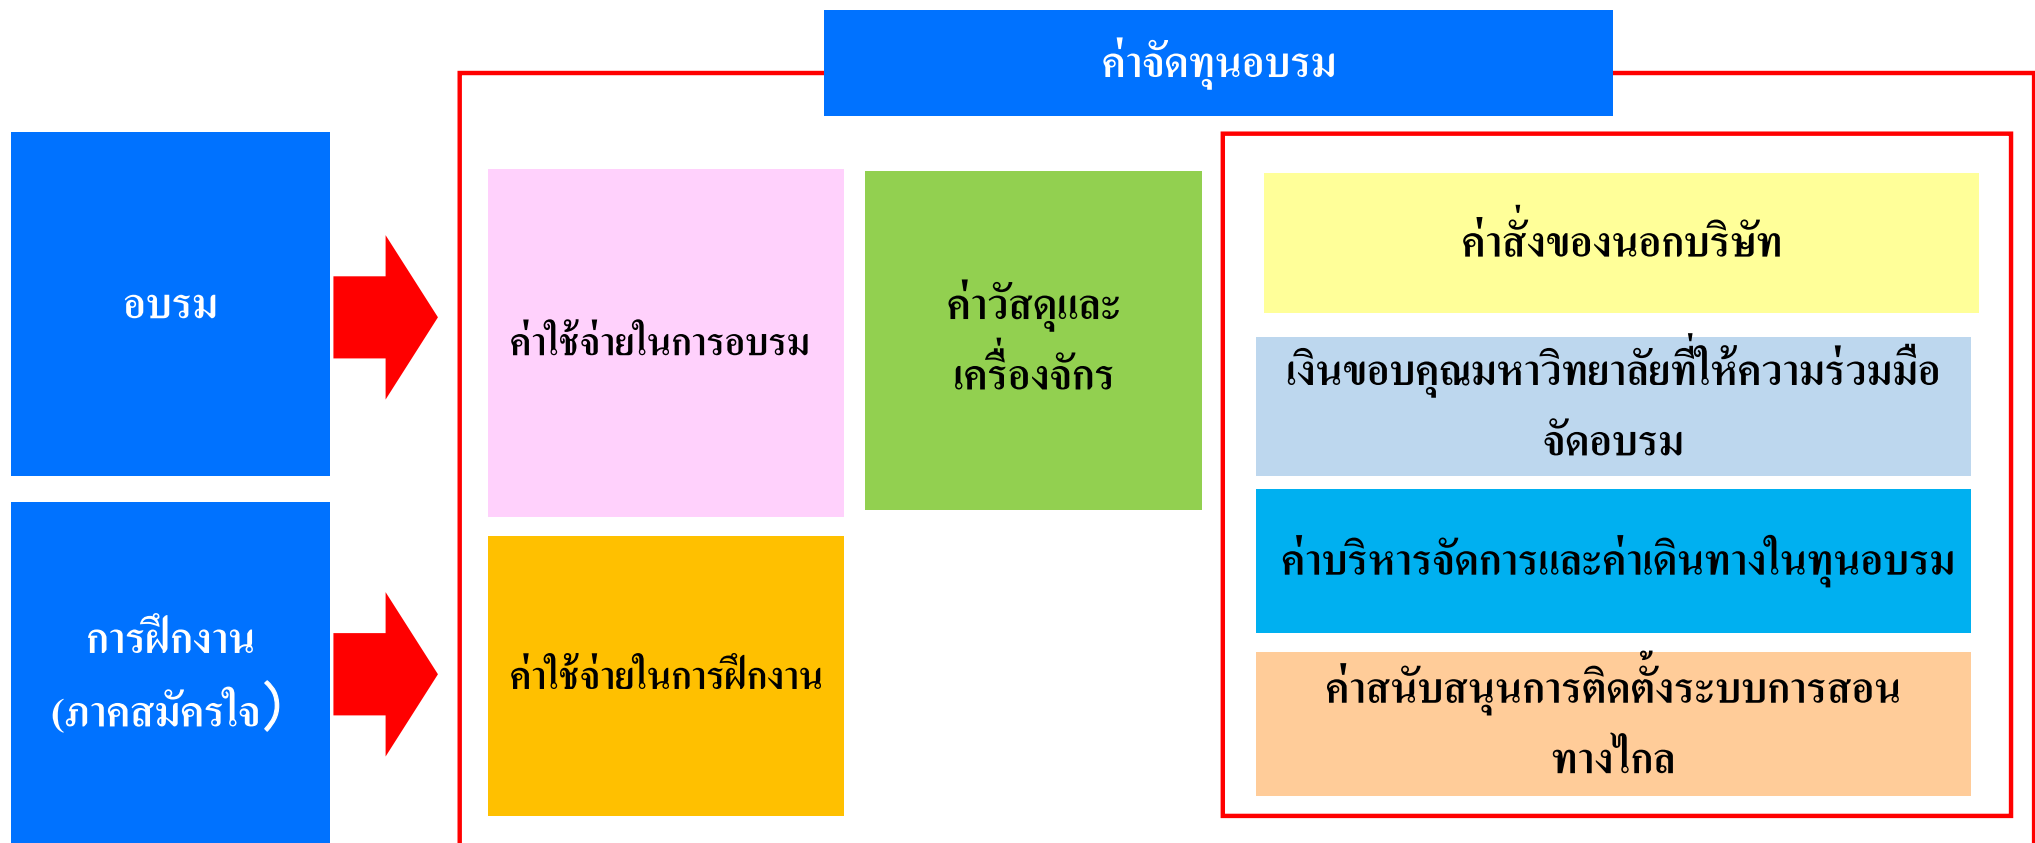 ค่าจัดทุนอบรม
อบรม
ค่าใช้จ่ายในการอบรม
ค่าวัสดุและ
เครื่องจักร
ค่าสั่งของนอกบริษัท
เงินขอบคุณมหาวิทยาลัยที่ให้ความร่วมมือ
จัดอบรม
ค่าบริหารจัดการและค่าเดินทางในทุนอบรม
การฝึกงาน
(ภาคสมัครใจ)
ค่าใช้จ่ายในการฝึกงาน
ค่าสนับสนุนการติดตั้งระบบการสอน
ทางไกล